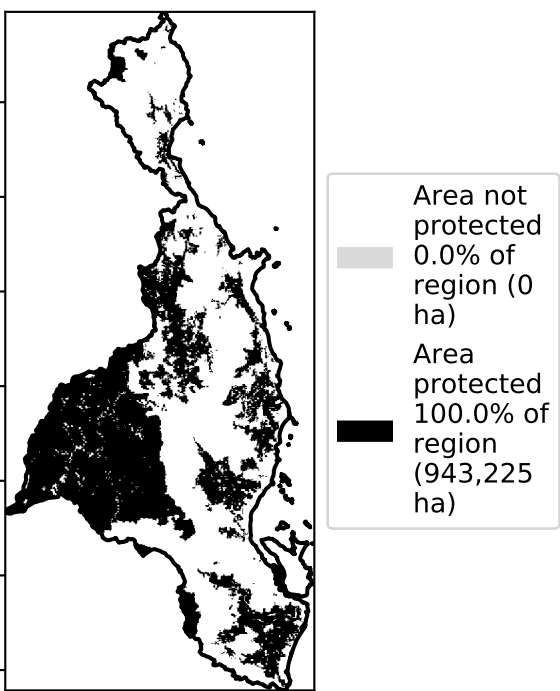 Area not
protected
0.0% of
region (0
ha)
Area
protected
100.0% of
region
(943,225
ha)